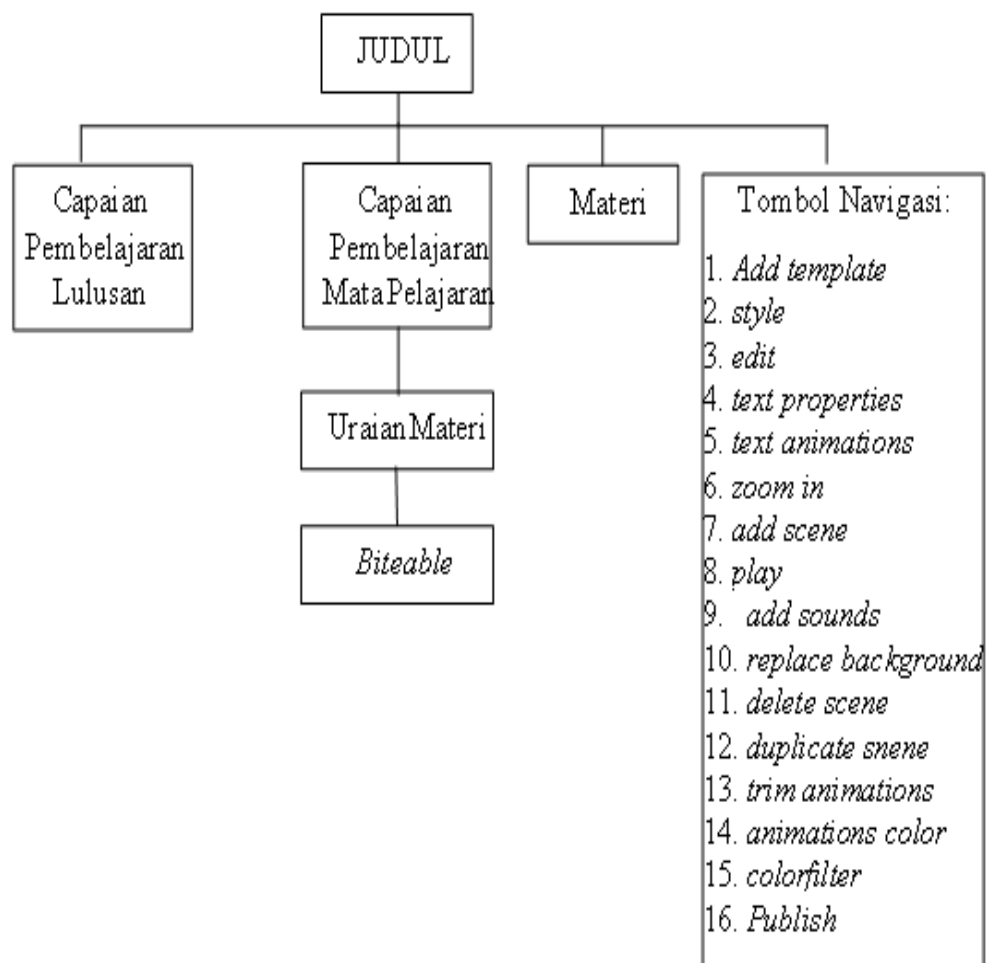 JUDUL
Capaian
Pembelajaran
Lulusan
Capaian
Pembelajaran
Mata Pelajaran
Uraian Materi
Biteable
Materi
Tombol Navigasi:
1. Add template
2. style
3. edit
4. text properties
5. text animations
6. zoom in
7. add scene
8. play
9. add sounds
10. replace background
11. delete scene
12. duplicate snene
13. trim animations
14. animations color
15. colorfilter
16. Publish